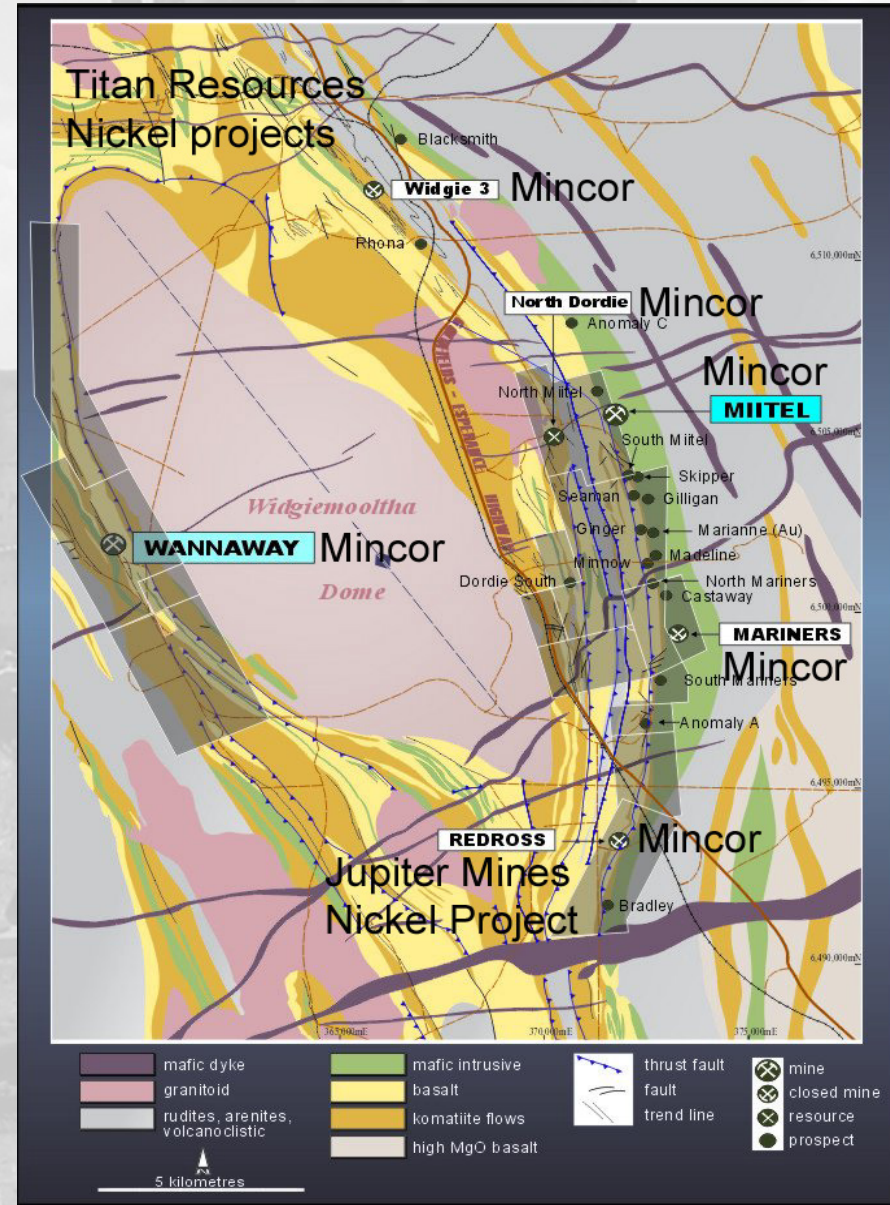 Titan Resources
Nickel projects
Blacksmith
Widgie 3
Mincor
Rhona
6,510,000mN
North Dordie
Mincor
Anomaly C
Mincor
North Miitel
MIITEL
6,505,000mN
South Miitel
Skipper
Seaman
Gilligan
Widgiemooltha
Dome
HIGHWAY
ESPERANCE
Ginger
Marianne (Au)
WANNAWAY
Mincor
Madeline
Minnow
Dordie South
North Mariners
Castaway
6,500,000mN
MARINERS
Mincor
South Mariners
Anomaly A
6,495,000mN
REDROSS
Mincor
Jupiter Mines
Nickel Project
Bradley
6,490,000mN
365,000mE
370,000mE
375,000mE
mafic dyke
granitoid
rudites, arenites,
volcanoclistic
mafic intrusive
basalt
komatiite flows
high MgO basalt
thrust fault
fault
trend line
mine
closed mine
resource
prospect
5 kilometres